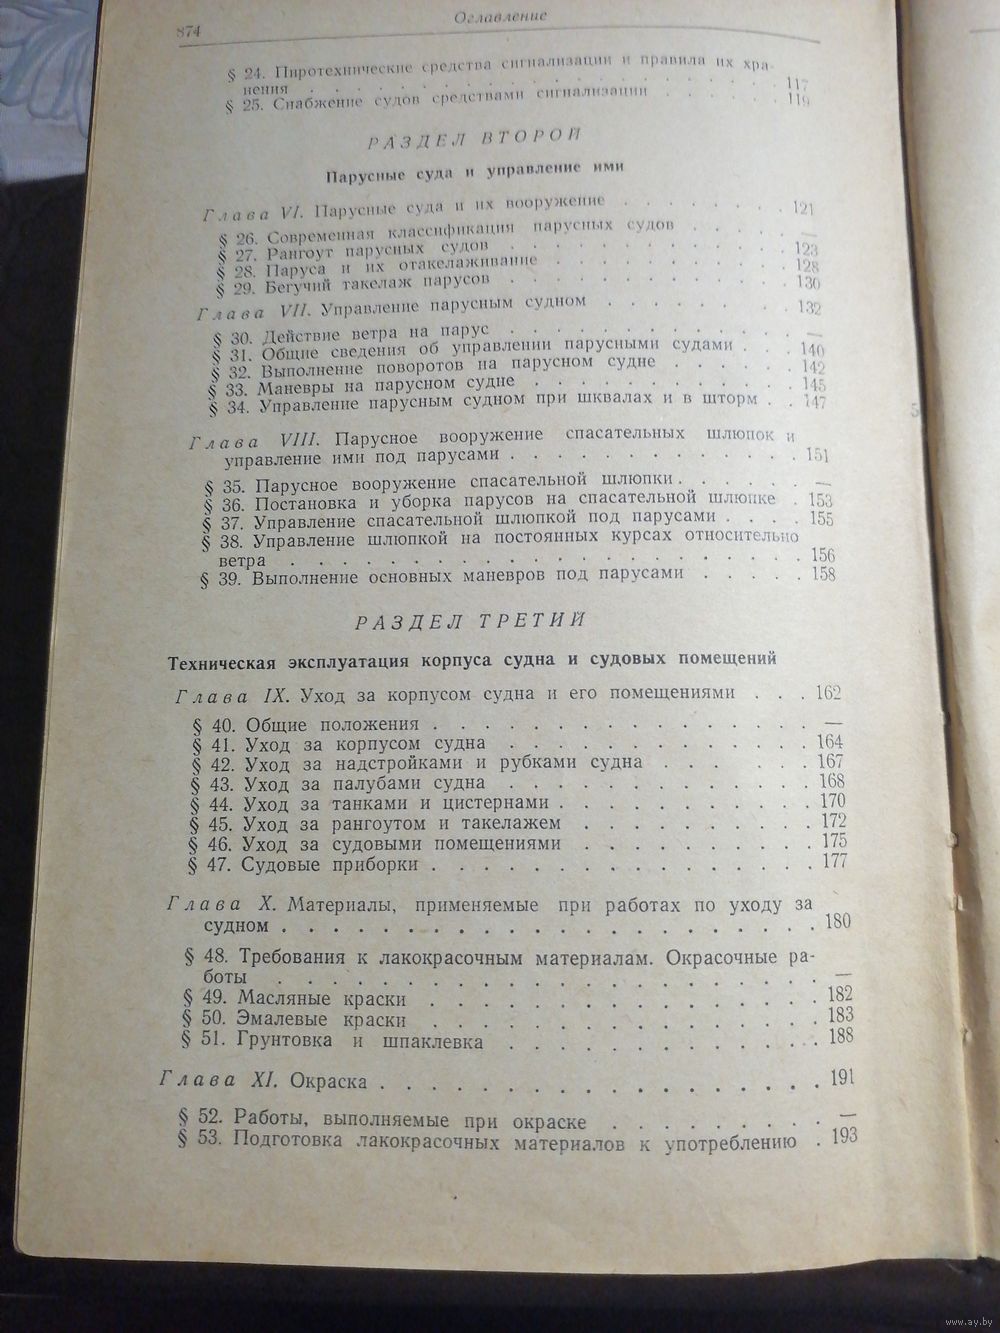 874
Оглавление
§ 24. Пиротехнические средства сигнализации и правила их хра-
нения . . . . . . . . . . . . . . . . . . . 117
§ 25. Снабжение судов средствами сигнализации . . . . . . 119
РАЗДЕЛ ВТОРОЙ
Парусные суда и управление ими
Глава VI. Парусные суда и их вооружение . . . . . . . . 121
§ 26. Современная классификация парусных судов . . . . . —
§ 27. Рангоут парусных судов . . . . . . . . . . . . 123
§ 28. Паруса и их отакелаживание . . . . . . . . . . 128
§ 29. Бегучий такелаж парусов . . . . . . . . . . . . 130
Глава VII. Управление парусным судном . . . . . . . . 132
§ 30. Действие ветра на парус . . . . . . . . . . . . —
§ 31. Общие сведения об управлении парусными судами . . . 140
§ 32. Выполнение поворотов на парусном судне . . . . . . 142
§ 33. Маневры на парусном судне . . . . . . . . . . . 145
§ 34. Управление парусным судном при шквалах и в шторм . . 147
Глава VIII. Парусное вооружение спасательных шлюпок и
управление ими под парусами . . . . . . . . . . . . 151
§ 35. Парусное вооружение спасательной шлюпки . . . . . . —
§ 36. Постановка и уборка парусов на спасательной шлюпке . 153
§ 37. Управление спасательной шлюпкой под парусами . . . . 155
§ 38. Управление шлюпкой на постоянных курсах относительно
ветра . . . . . . . . . . . . . . . . . . . . 156
§ 39. Выполнение основных маневров под парусами . . . . . 158
РАЗДЕЛ ТРЕТИЙ
Техническая эксплуатация корпуса судна и судовых помещений
Глава IX. Уход за корпусом судна и его помещениями . . . 162
§ 40. Общие положения . . . . . . . . . . . . . . . —
§ 41. Уход за корпусом судна . . . . . . . . . . . . 164
§ 42. Уход за надстройками и рубками судна . . . . . . 167
§ 43. Уход за палубами судна . . . . . . . . . . . . 168
§ 44. Уход за танками и цистернами . . . . . . . . . . 170
§ 45. Уход за рангоутом и такелажем . . . . . . . . . 172
§ 46. Уход за судовыми помещениями . . . . . . . . . 175
§ 47. Судовые приборки . . . . . . . . . . . . . . . 177
Глава X. Материалы, применяемые при работах по уходу за
судном . . . . . . . . . . . . . . . . . . . . . 180
§ 48. Требования к лакокрасочным материалам. Окрасочные ра-
боты . . . . . . . . . . . . . . . . . . . . —
§ 49. Масляные краски . . . . . . . . . . . . . . . 182
§ 50. Эмалевые краски . . . . . . . . . . . . . . . 183
§ 51. Грунтовка и шпаклевка . . . . . . . . . . . . 188
Глава XI. Окраска . . . . . . . . . . . . . . . . . 191
§ 52. Работы, выполняемые при окраске . . . . . . . . —
§ 53. Подготовка лакокрасочных материалов к употреблению . 193
www.ay.by